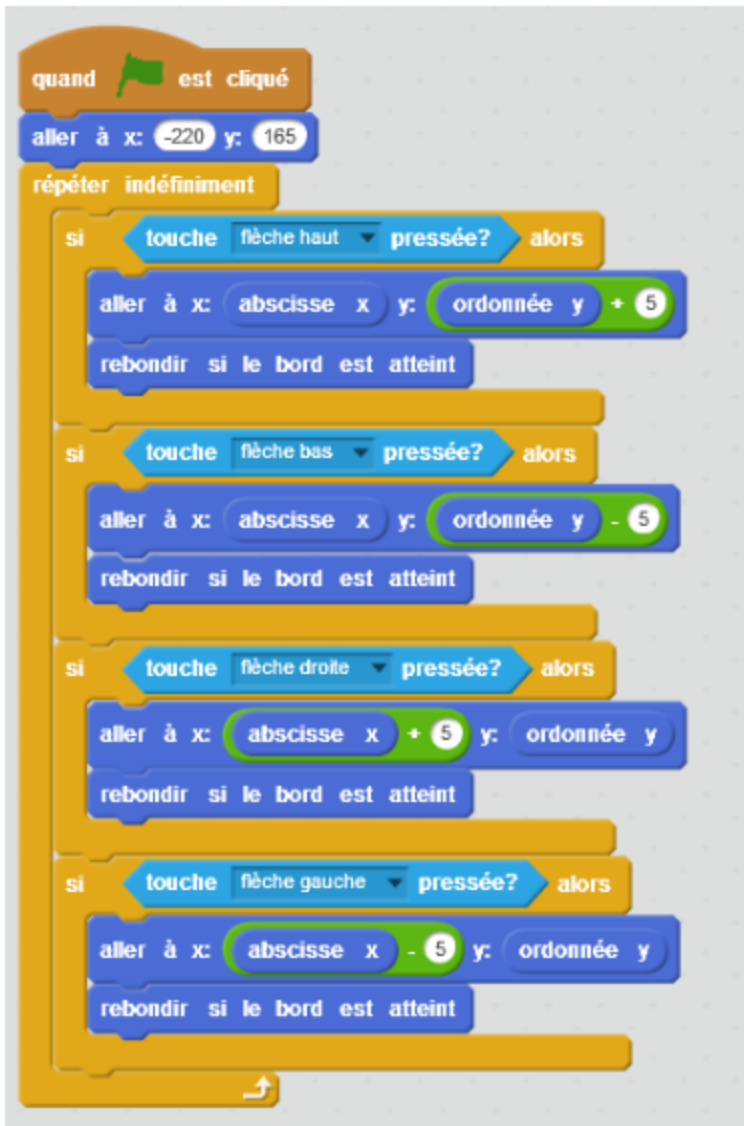 quand est cliqué
aller à x: -220 y: 165
répéter indéfiniment
si touche flèche haut pressée? alors
aller à x: abscisse x y: ordonnée y + 5
rebondir si le bord est atteint
si touche flèche bas pressée? alors
aller à x: abscisse x y: ordonnée y - 5
rebondir si le bord est atteint
si touche flèche droite pressée? alors
aller à x: abscisse x + 5 y: ordonnée y
rebondir si le bord est atteint
si touche flèche gauche pressée? alors
aller à x: abscisse x - 5 y: ordonnée y
rebondir si le bord est atteint